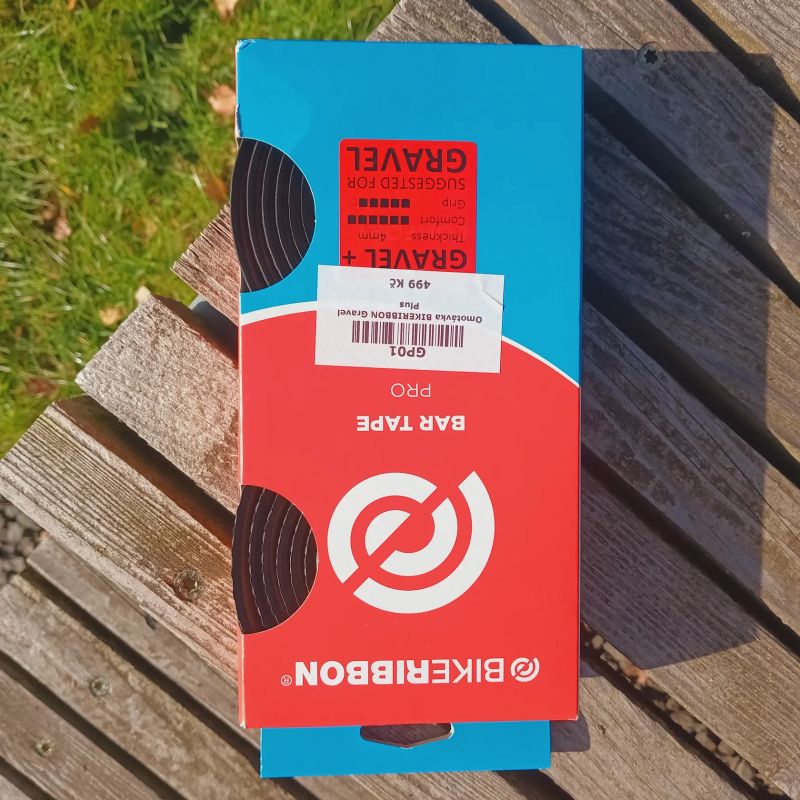 BIKERIBBON®
BAR TAPE
PRO
GP01
Omotávka BIKERIBBON Gravel
Plus
499 Kč
GRAVEL +
Thickness 4mm
Comfort
Grip
SUGGESTED FOR
GRAVEL